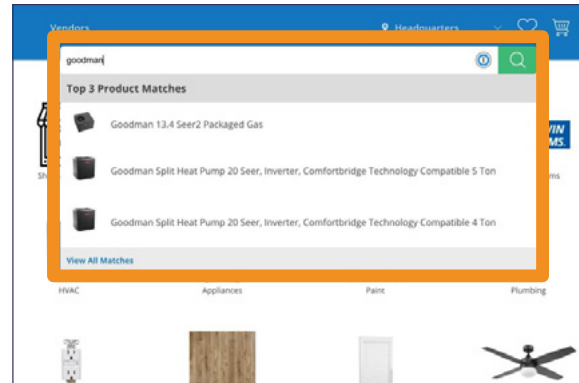 Vendors
Headquarters
goodman
Top 3 Product Matches
Goodman 13.4 Seer2 Packaged Gas
Goodman Split Heat Pump 20 Seer, Inverter, Comfortbridge Technology Compatible 5 Ton
Goodman Split Heat Pump 20 Seer, Inverter, Comfortbridge Technology Compatible 4 Ton
View All Matches
HVAC
Appliances
Paint
Plumbing